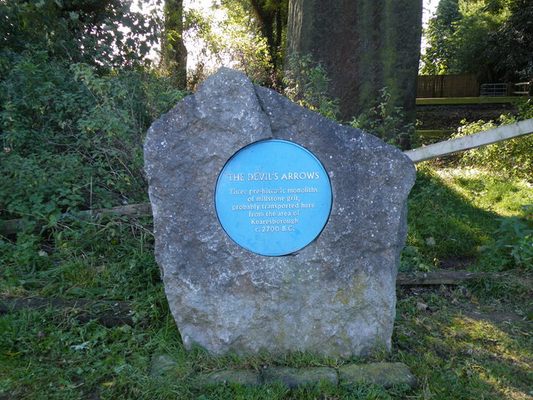 THE DEVIL'S ARROWS
Three pre-historic monoliths
of millstone grit,
probably transported here
from the area of
Knaresborough
c. 2700 B.C.